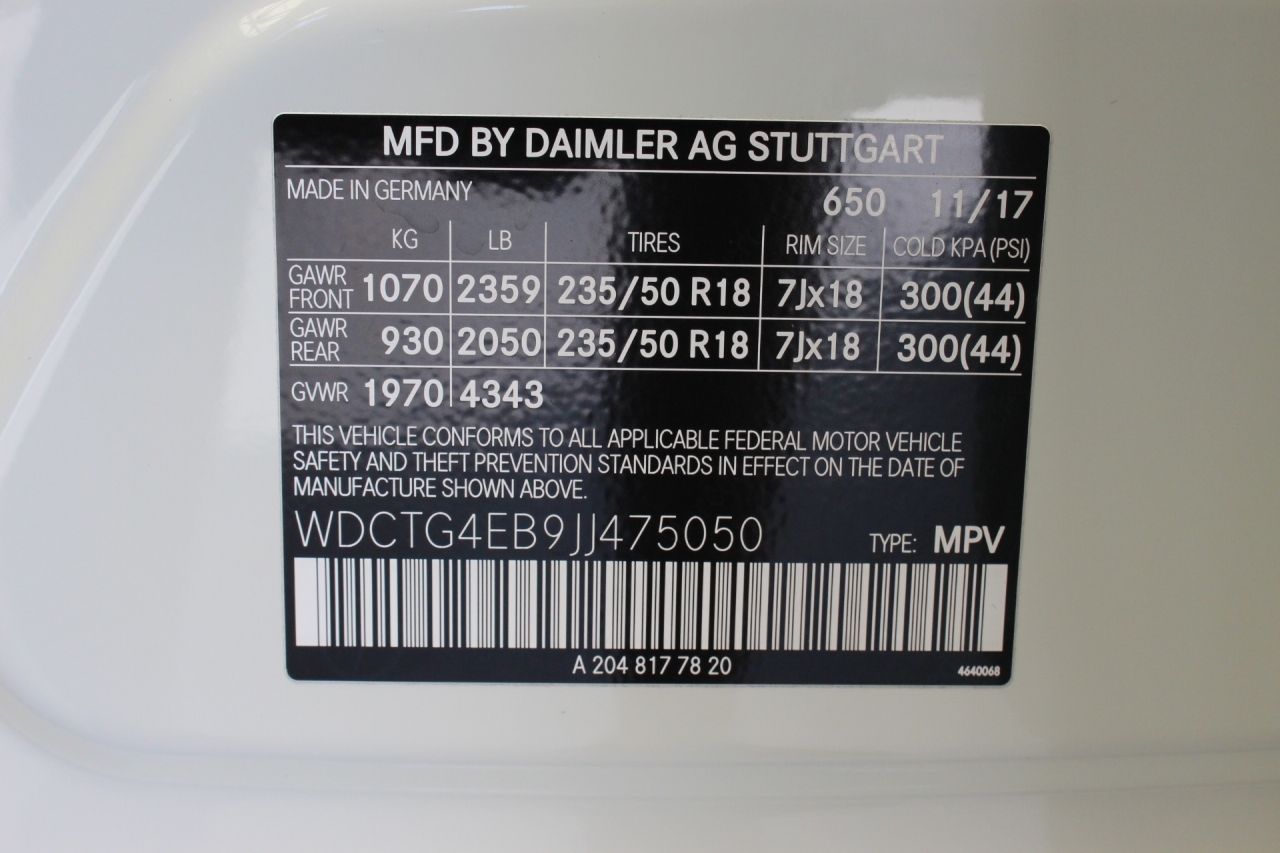 MFD BY DAIMLER AG STUTTGART
MADE IN GERMANY 650 11/17
KG LB TIRES RIM SIZE COLD KPA (PSI)
GAWR FRONT 1070 2359 235/50 R18 7Jx18 300(44)
GAWR REAR 930 2050 235/50 R18 7Jx18 300(44)
GVWR 1970 4343
THIS VEHICLE CONFORMS TO ALL APPLICABLE FEDERAL MOTOR VEHICLE
SAFETY AND THEFT PREVENTION STANDARDS IN EFFECT ON THE DATE OF
MANUFACTURE SHOWN ABOVE.
WDCTG4EB9JJ475050 TYPE: MPV
A 204 817 78 20 4640068